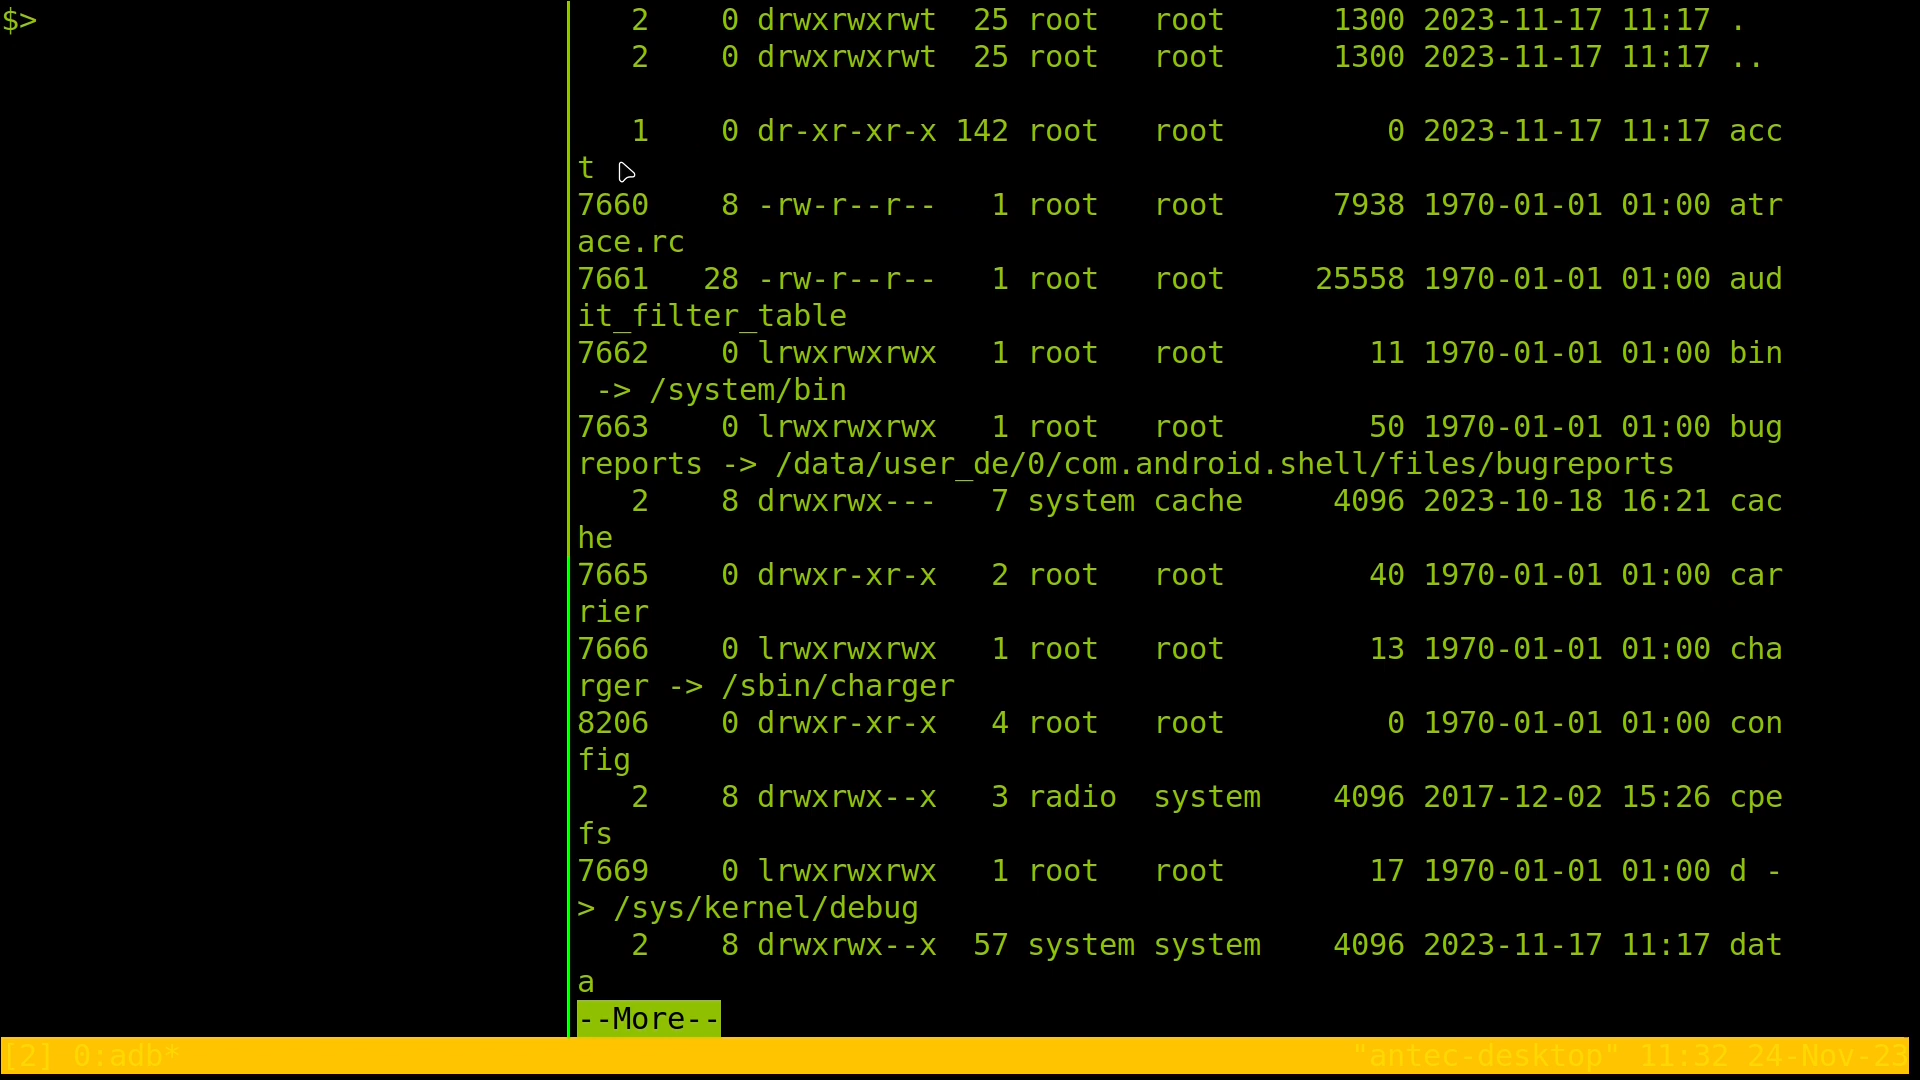 $>
2 0 drwxrwxrwt 25 root root 1300 2023-11-17 11:17 .
2 0 drwxrwxrwt 25 root root 1300 2023-11-17 11:17 ..
1 0 dr-xr-xr-x 142 root root 0 2023-11-17 11:17 acc
t
7660 8 -rw-r--r-- 1 root root 7938 1970-01-01 01:00 atr
ace.rc
7661 28 -rw-r--r-- 1 root root 25558 1970-01-01 01:00 aud
it_filter_table
7662 0 lrwxrwxrwx 1 root root 11 1970-01-01 01:00 bin
-> /system/bin
7663 0 lrwxrwxrwx 1 root root 50 1970-01-01 01:00 bug
reports -> /data/user_de/0/com.android.shell/files/bugreports
2 8 drwxrwx--- 7 system cache 4096 2023-10-18 16:21 cac
he
7665 0 drwxr-xr-x 2 root root 40 1970-01-01 01:00 car
rier
7666 0 lrwxrwxrwx 1 root root 13 1970-01-01 01:00 cha
rger -> /sbin/charger
8206 0 drwxr-xr-x 4 root root 0 1970-01-01 01:00 con
fig
2 8 drwxrwx--x 3 radio system 4096 2017-12-02 15:26 cpe
fs
7669 0 lrwxrwxrwx 1 root root 17 1970-01-01 01:00 d -
> /sys/kernel/debug
2 8 drwxrwx--x 57 system system 4096 2023-11-17 11:17 dat
a
--More--
[2] 0:adb* "antec-desktop" 11:32 24-Nov-23